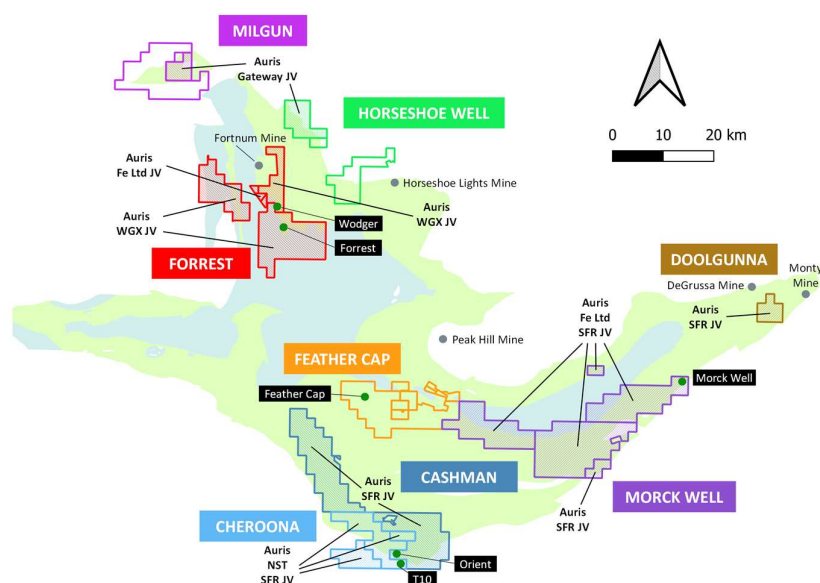 MILGUN
Auris
Gateway JV
HORSESHOE WELL
0 10 20 km
Fortnum Mine
Auris
Fe Ltd JV
Horseshoe Lights Mine
Auris
WGX JV
Auris
WGX JV
Wodger
Forrest
FORREST
DOOLGUNNA
DeGrussa Mine
Monty
Mine
Auris
Fe Ltd
SFR JV
Auris
SFR JV
Peak Hill Mine
FEATHER CAP
Feather Cap
Morck Well
Auris
SFR JV
CASHMAN
MORCK WELL
Auris
SFR JV
CHEROONA
Auris
NST
SFR JV
Orient
T10